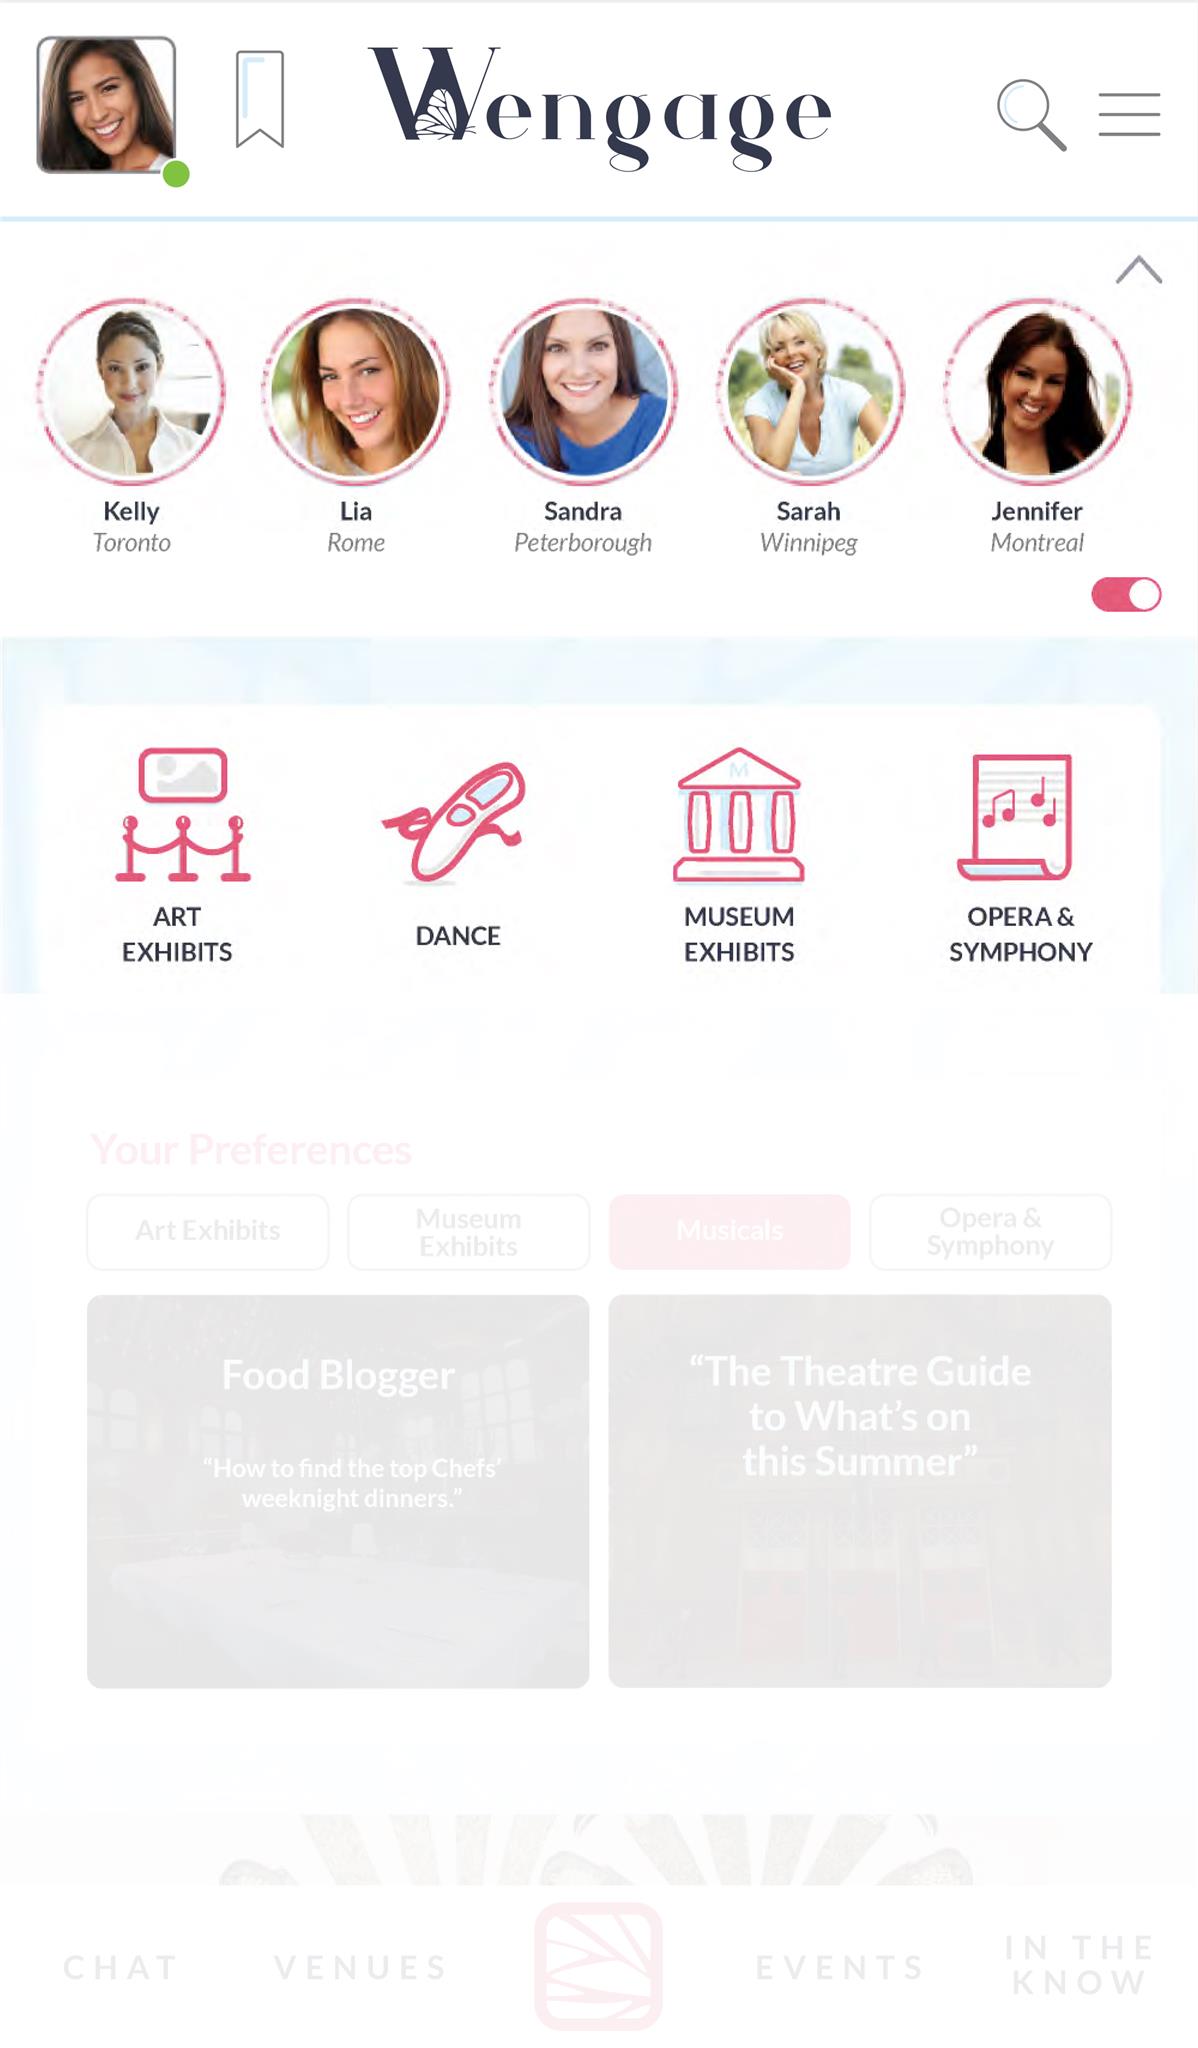 Wengage
Kelly
Toronto
Lia
Rome
Sandra
Peterborough
Sarah
Winnipeg
Jennifer
Montreal
M
ART
EXHIBITS
DANCE
MUSEUM
EXHIBITS
OPERA &
SYMPHONY
Your Preferences
Art Exhibits
Museum
Exhibits
Musicals
Opera &
Symphony
Food Blogger
“How to find the top Chefs’
weeknight dinners.”
“The Theatre Guide
to What’s on
this Summer”
CHAT
VENUES
EVENTS
IN THE
KNOW